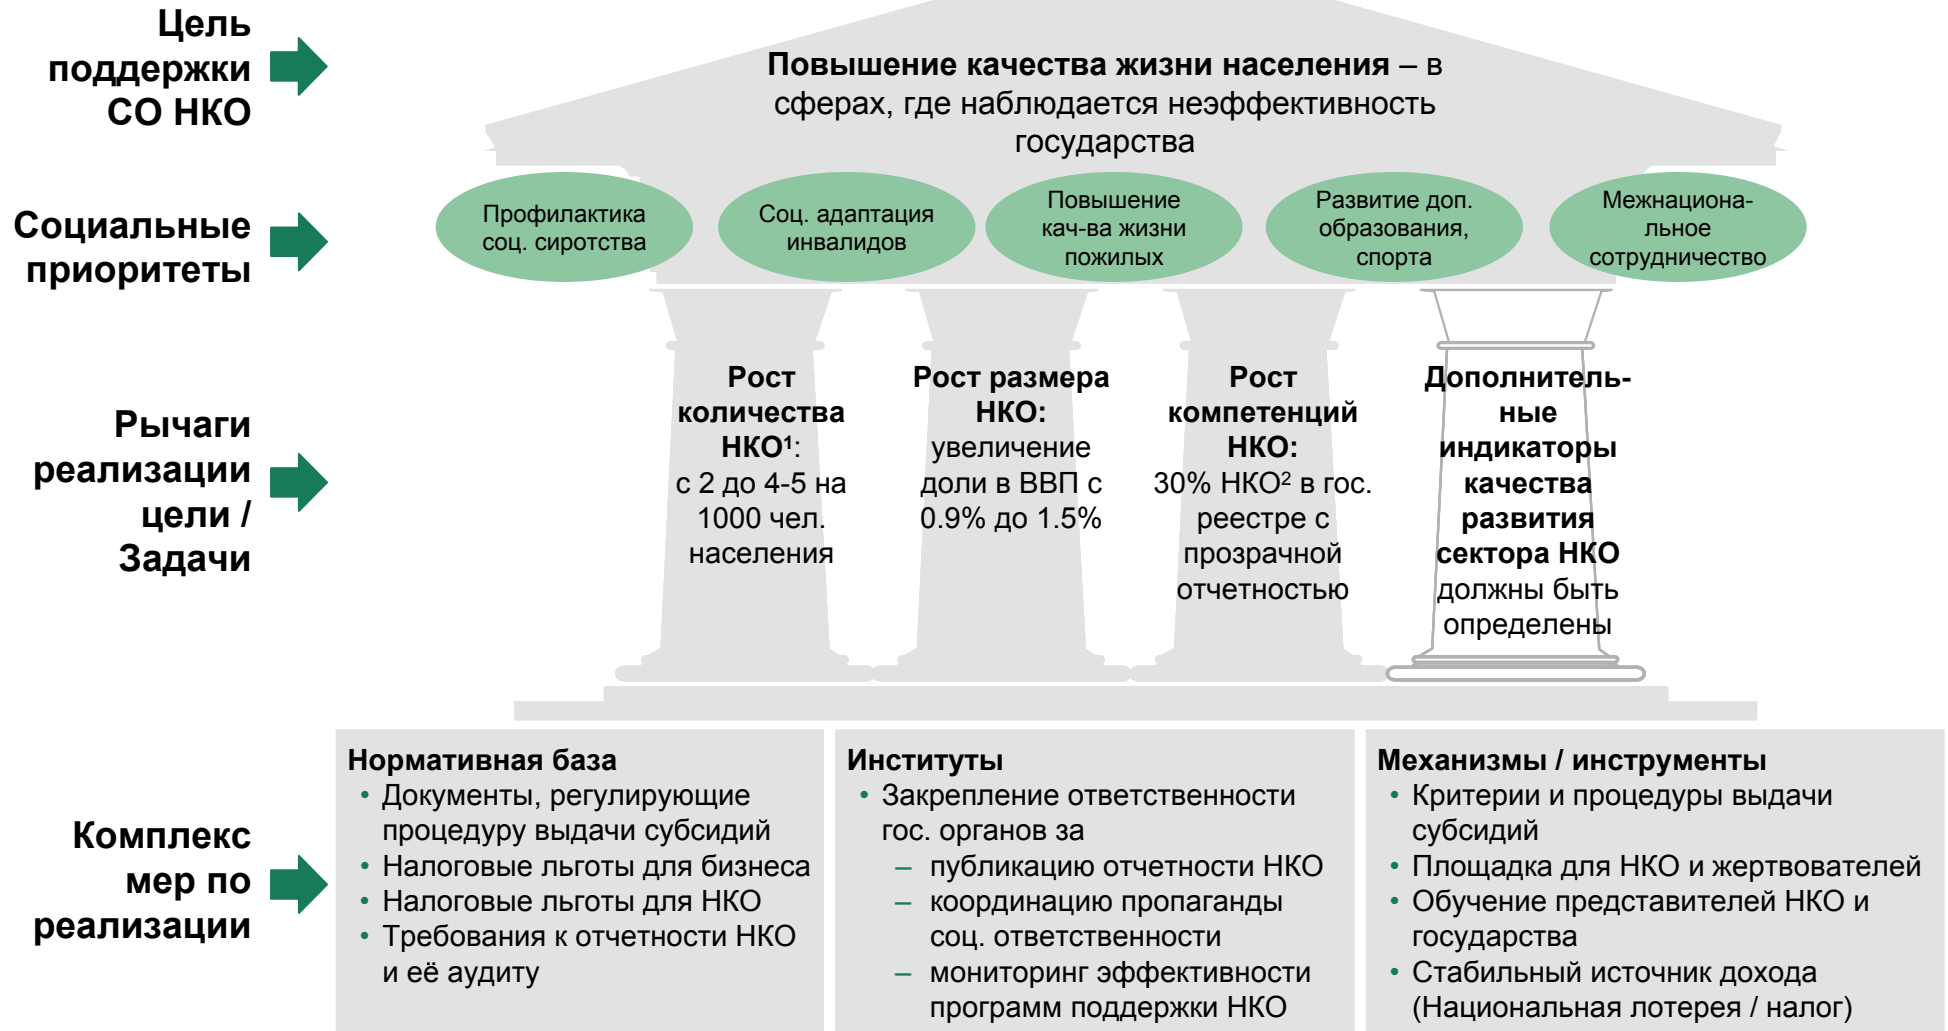 Цель
поддержки
СО НКО
Повышение качества жизни населения – в
сферах, где наблюдается неэффективность
государства
Социальные
приоритеты
Профилактика
соц. сиротства
Соц. адаптация
инвалидов
Повышение
кач-ва жизни
пожилых
Развитие доп.
образования,
спорта
Межнациона-
льное
сотрудничество
Рычаги
реализации
цели /
Задачи
Рост
количества
НКО¹:
с 2 до 4-5 на
1000 чел.
населения
Рост размера
НКО:
увеличение
доли в ВВП с
0.9% до 1.5%
Рост
компетенций
НКО:
30% НКО² в гос.
реестре с
прозрачной
отчетностью
Дополнитель-
ные
индикаторы
качества
развития
сектора НКО
должны быть
определены
Комплекс
мер по
реализации
Нормативная база
• Документы, регулирующие
процедуру выдачи субсидий
• Налоговые льготы для бизнеса
• Налоговые льготы для НКО
• Требования к отчетности НКО
и её аудиту
Институты
• Закрепление ответственности
гос. органов за
– публикацию отчетности НКО
– координацию пропаганды
соц. ответственности
– мониторинг эффективности
программ поддержки НКО
Механизмы / инструменты
• Критерии и процедуры выдачи
субсидий
• Площадка для НКО и жертвователей
• Обучение представителей НКО и
государства
• Стабильный источник дохода
(Национальная лотерея / налог)